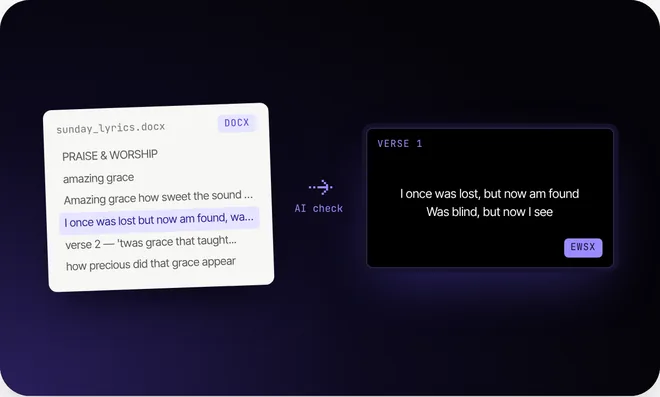 sunday_lyrics.docx
DOCX
PRAISE & WORSHIP
amazing grace
Amazing grace how sweet the sound ...
I once was lost but now am found, wa...
verse 2 — 'twas grace that taught...
how precious did that grace appear
AI check
VERSE 1
I once was lost, but now am found
Was blind, but now I see
EWSX